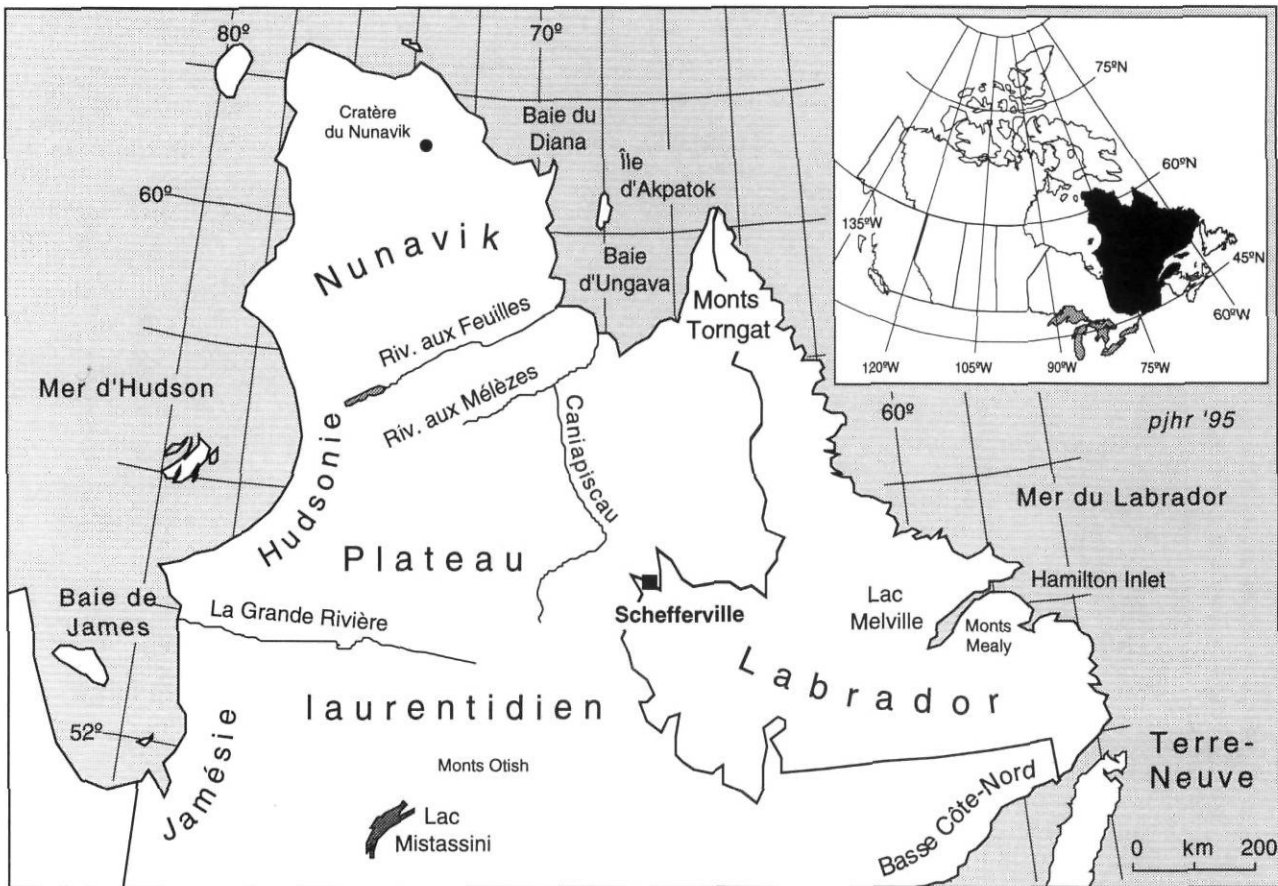 80º
70º
Cratère
du Nunavik
Baie du
Diana
Île
d'Akpatok
60º
Nunavik
Baie
d'Ungava
Monts
Torngat
Riv. aux Feuilles
Mer d'Hudson
Riv. aux Mélèzes
Caniapiscau
Hudsonie
60º
pjhr '95
Mer du Labrador
Plateau
Baie de
James
La Grande Rivière
Schefferville
Lac
Melville
Hamilton Inlet
Monts
Mealy
Labrador
laurentidien
52º
Jamésie
Monts Otish
Lac
Mistassini
Basse Côte-Nord
Terre-
Neuve
0 km 200
75ºN
60ºN
135ºW
45ºN
60ºW
120ºW
105ºW
90ºW
75ºW